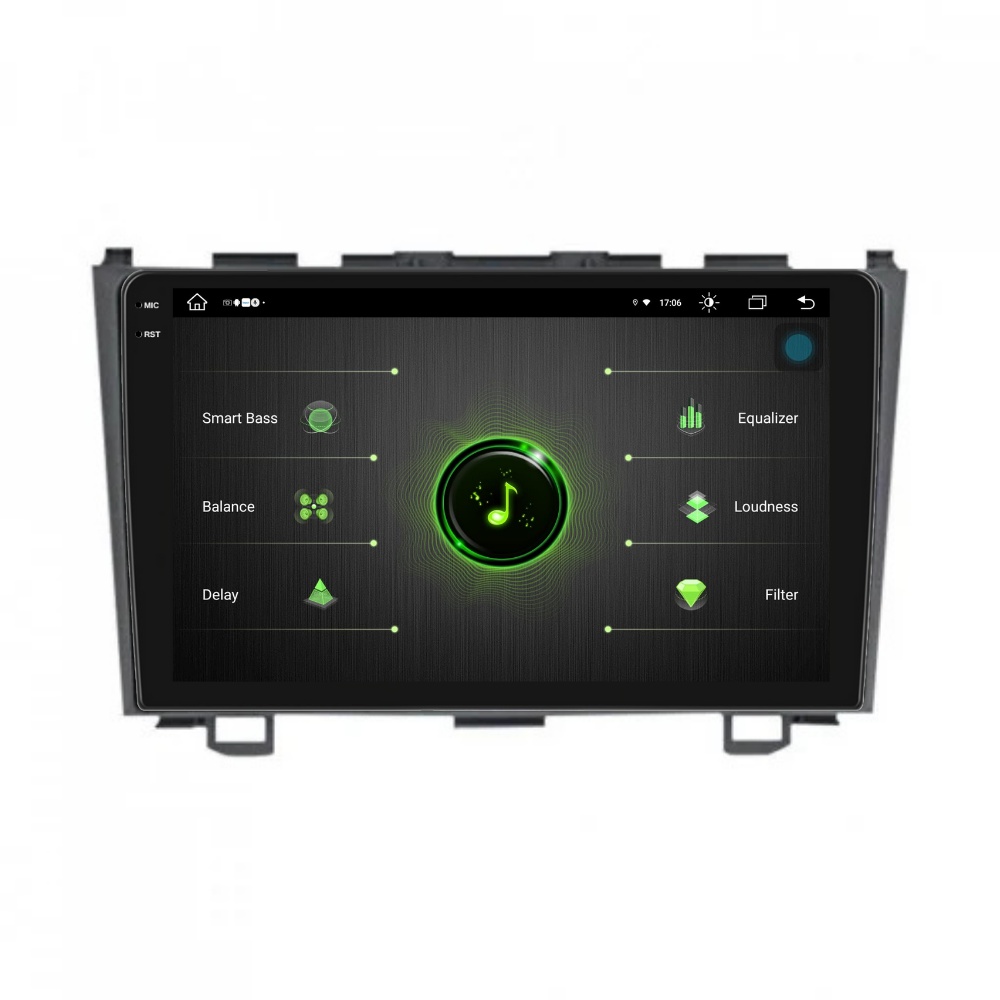 MIC
17:06
RST
Smart Bass
Equalizer
Balance
Loudness
Delay
Filter